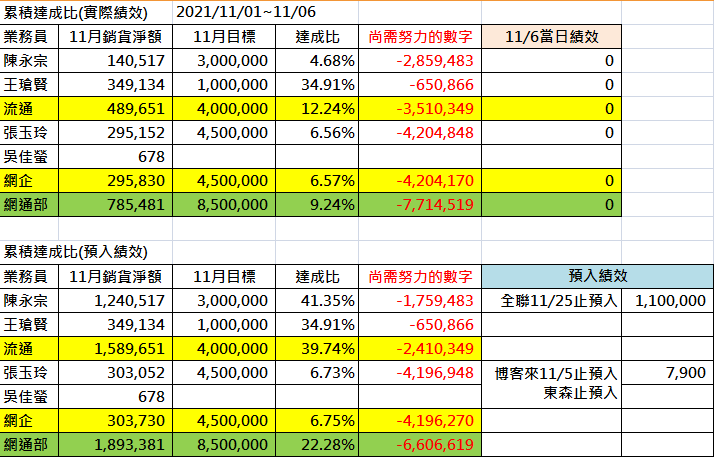 累積達成比(實際績效) 2021/11/01~11/06
業務員 11月銷貨淨額 11月目標 達成比 尚需努力的數字 11/6當日績效
陳永宗 140,517 3,000,000 4.68% -2,859,483 0
王瑲賢 349,134 1,000,000 34.91% -650,866 0
流通 489,651 4,000,000 12.24% -3,510,349 0
張玉玲 295,152 4,500,000 6.56% -4,204,848 0
吳佳螢 678
網企 295,830 4,500,000 6.57% -4,204,170 0
網通部 785,481 8,500,000 9.24% -7,714,519 0
累積達成比(預入績效)
業務員 11月銷貨淨額 11月目標 達成比 尚需努力的數字 預入績效
陳永宗 1,240,517 3,000,000 41.35% -1,759,483 全聯11/25止預入 1,100,000
王瑲賢 349,134 1,000,000 34.91% -650,866
流通 1,589,651 4,000,000 39.74% -2,410,349
張玉玲 303,052 4,500,000 6.73% -4,196,948 博客來11/5止預入 7,900
吳佳螢 678 東森止預入
網企 303,730 4,500,000 6.75% -4,196,270
網通部 1,893,381 8,500,000 22.28% -6,606,619